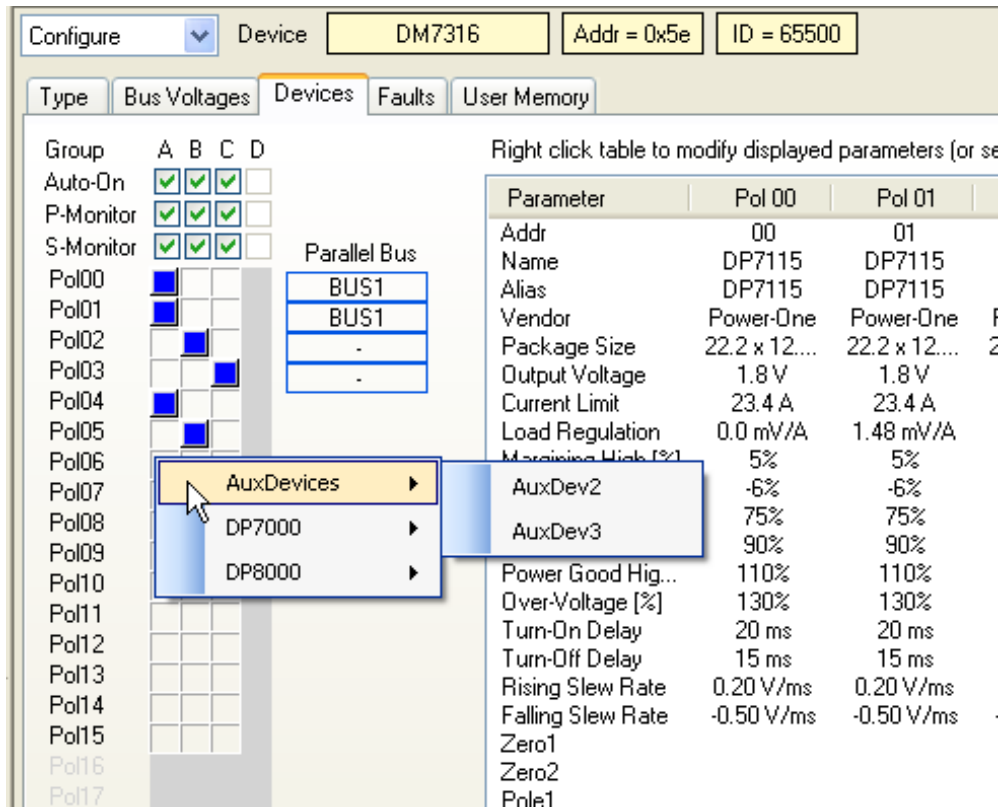 Configure Device DM7316 Addr = 0x5e ID = 65500
Type Bus Voltages Devices Faults User Memory
Group A B C D
Auto-On
P-Monitor
S-Monitor
Parallel Bus
Pol00 BUS1
Pol01 BUS1
Pol02 -
Pol03 -
Pol04
Pol05
Pol06
Pol07
Pol08
Pol09
Pol10
Pol11
Pol12
Pol13
Pol14
Pol15
Pol16
Pol17
AuxDevices
DP7000
DP8000
AuxDev2
AuxDev3
Right click table to modify displayed parameters (or se
Parameter Pol 00 Pol 01
Addr 00 01
Name DP7115 DP7115
Alias DP7115 DP7115
Vendor Power-One Power-One
Package Size 22.2 x 12.... 22.2 x 12.... 2
Output Voltage 1.8 V 1.8 V
Current Limit 23.4 A 23.4 A
Load Regulation 0.0 mV/A 1.48 mV/A
Margining High [%] 5% 5%
-6% -6%
75% 75%
90% 90%
Power Good Hig... 110% 110%
Over-Voltage [%] 130% 130%
Turn-On Delay 20 ms 20 ms
Turn-Off Delay 15 ms 15 ms
Rising Slew Rate 0.20 V/ms 0.20 V/ms
Falling Slew Rate -0.50 V/ms -0.50 V/ms
Zero1
Zero2
Pole1